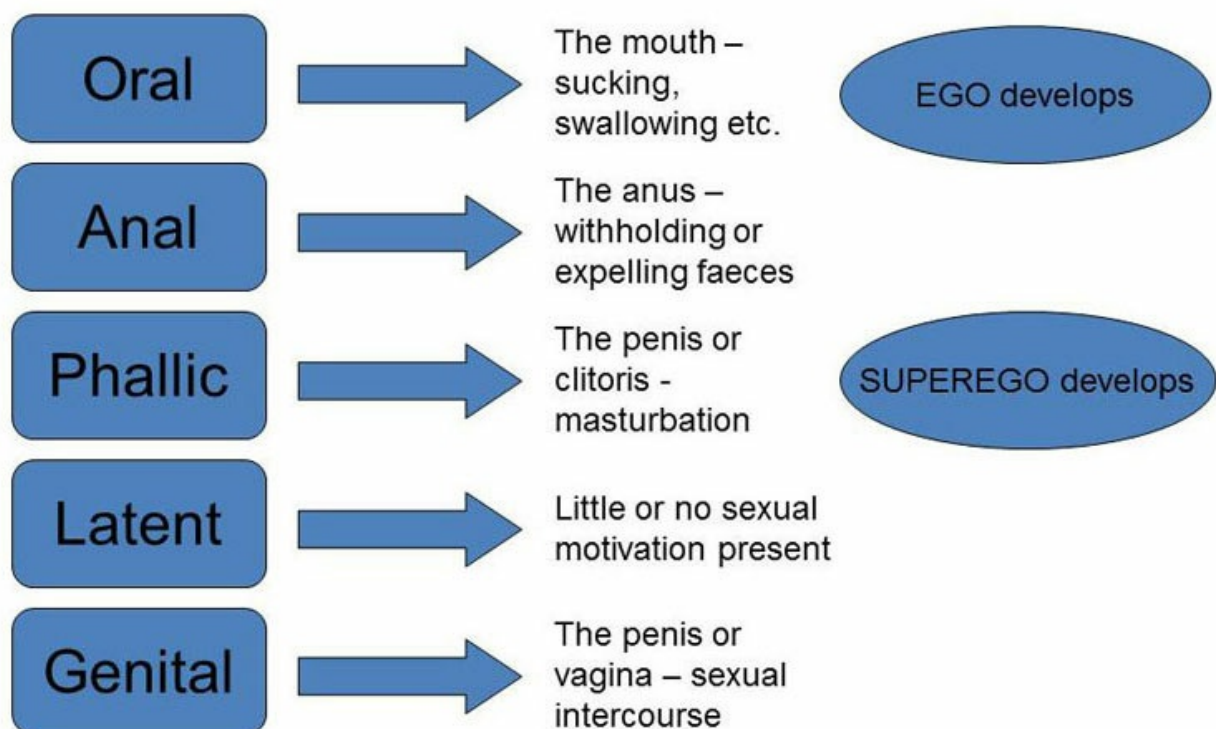 Oral
The mouth –
sucking,
swallowing etc.
EGO develops
Anal
The anus –
withholding or
expelling faeces
Phallic
The penis or
clitoris -
masturbation
SUPEREGO develops
Latent
Little or no sexual
motivation present
Genital
The penis or
vagina – sexual
intercourse